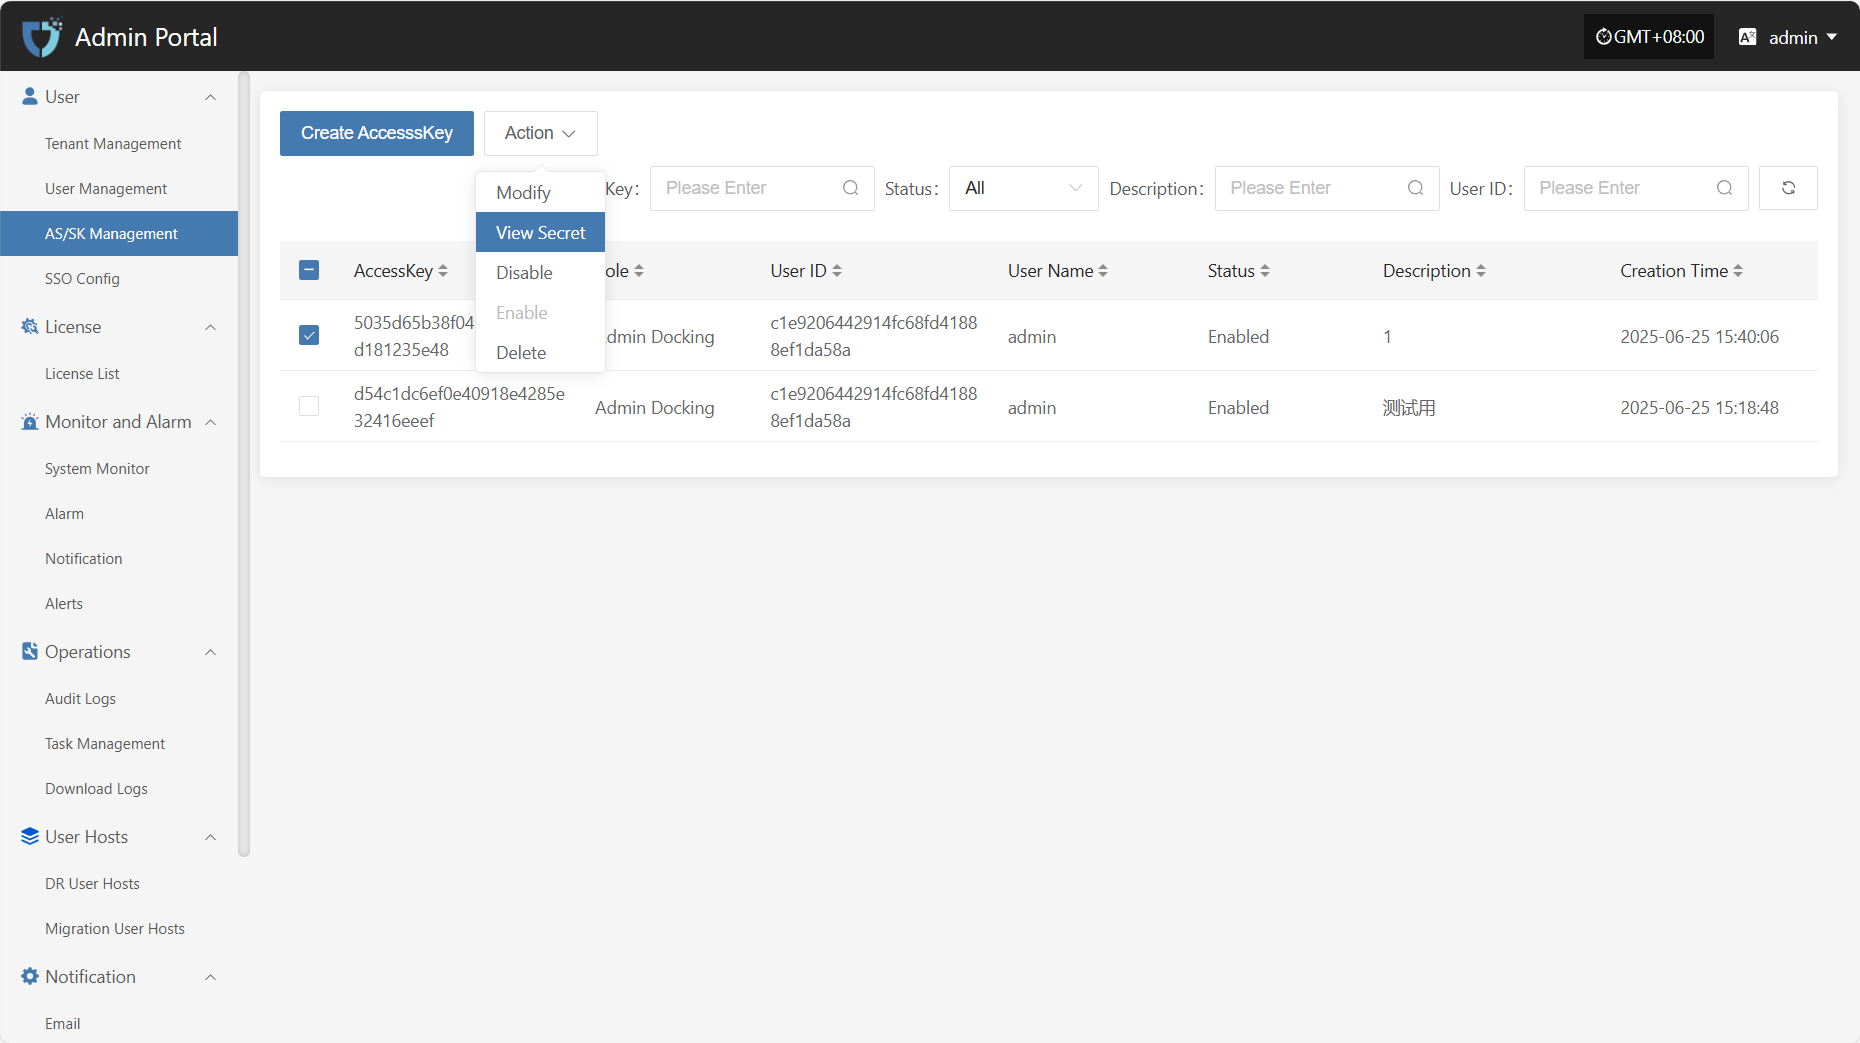 Admin Portal
GMT+08:00
admin
User
Tenant Management
User Management
AS/SK Management
SSO Config
License
License List
Monitor and Alarm
System Monitor
Alarm
Notification
Alerts
Operations
Audit Logs
Task Management
Download Logs
User Hosts
DR User Hosts
Migration User Hosts
Notification
Email
Create AccesssKey
Action
Modify
View Secret
Disable
Enable
Delete
Key: Please Enter Status: All Description: Please Enter User ID: Please Enter
AccessKey ole User ID User Name Status Description Creation Time
5035d65b38f04
d181235e48
dmin Docking
c1e9206442914fc68fd4188
8ef1da58a
admin
Enabled
1
2025-06-25 15:40:06
d54c1dc6ef0e40918e4285e
32416eeef
Admin Docking
c1e9206442914fc68fd4188
8ef1da58a
admin
Enabled
测试用
2025-06-25 15:18:48